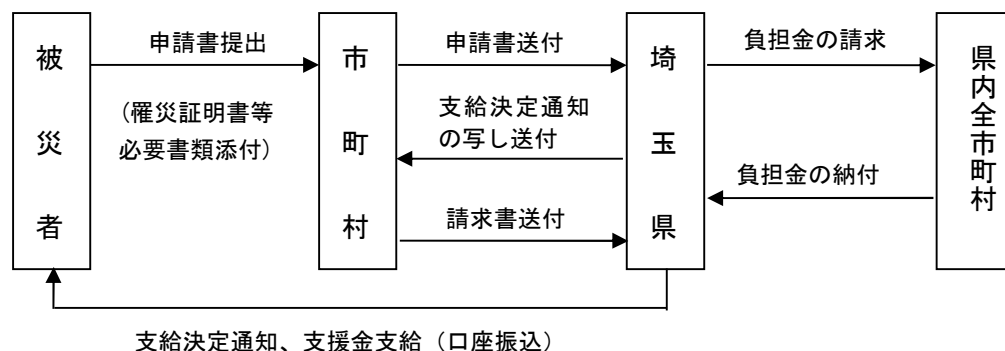 被災者
申請書提出
（罹災証明書等
必要書類添付）
市町村
申請書送付
支給決定通知
の写し送付
請求書送付
埼玉県
負担金の請求
負担金の納付
県内全市町村
支給決定通知、支援金支給（口座振込）